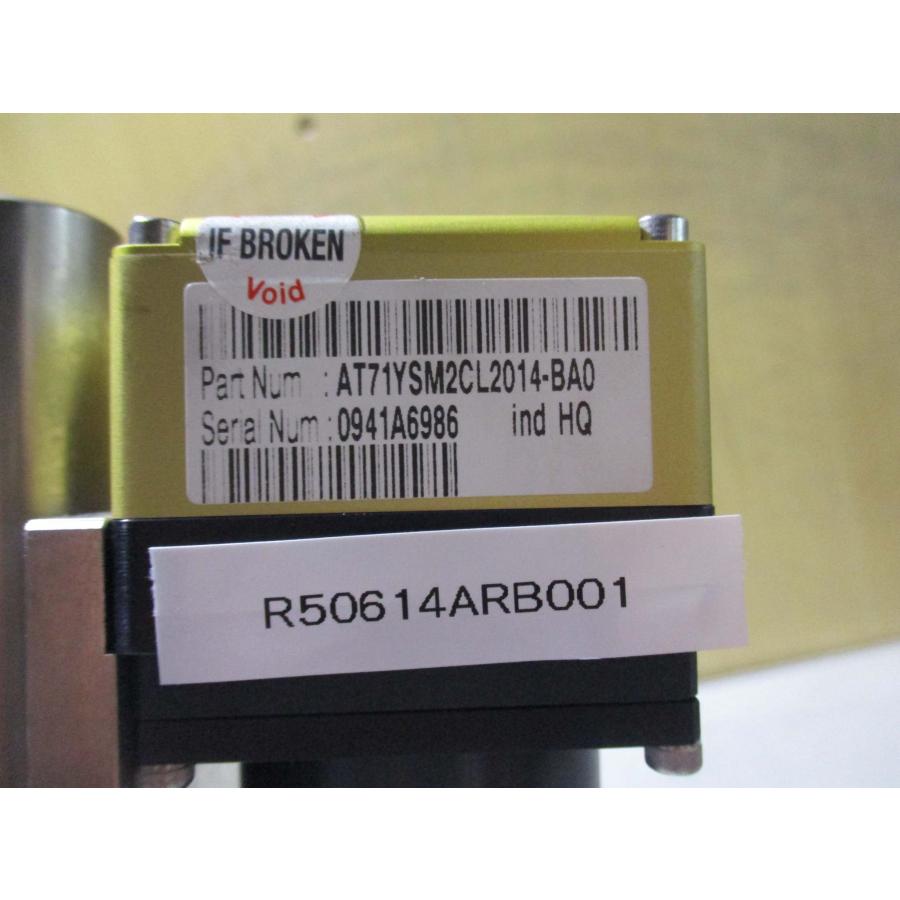 IF BROKEN
Void
Part Num : AT71YSM2CL2014-BA0
Serial Num : 0941A6986 ind HQ
R50614ARB001